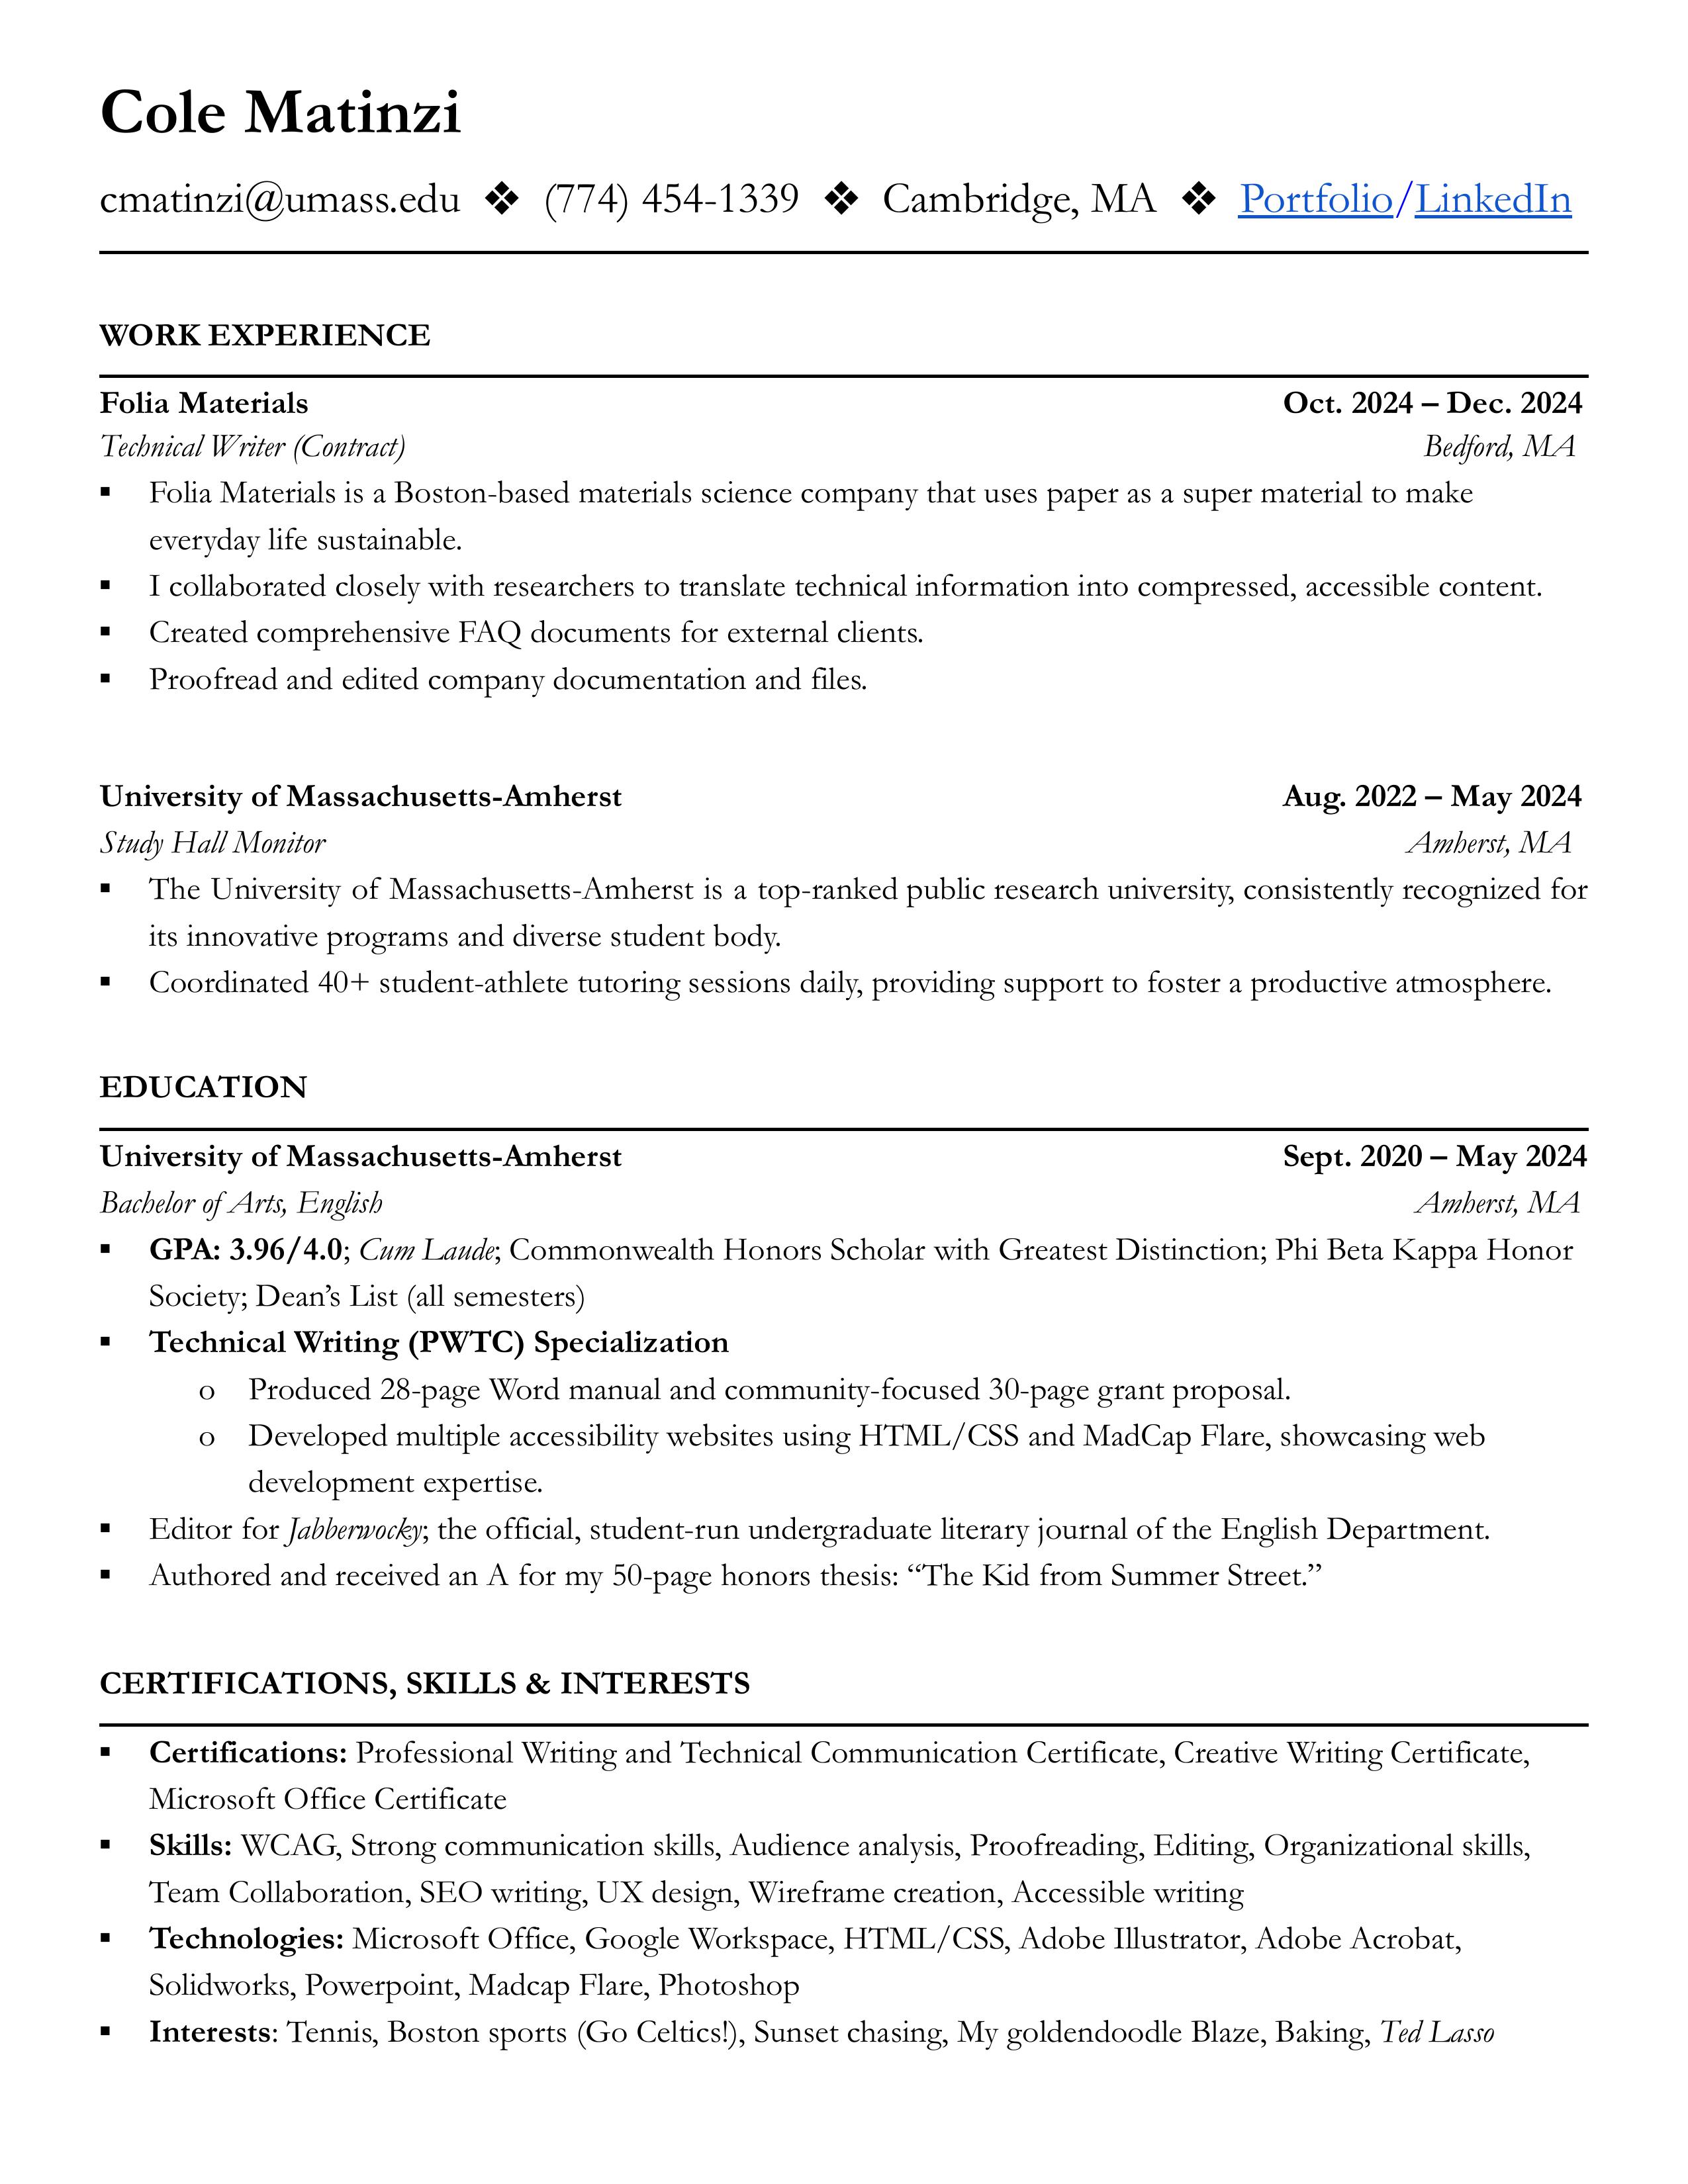 Cole Matinzi
cmatinzi@umass.edu ❖ (774) 454-1339 ❖ Cambridge, MA ❖ Portfolio/LinkedIn
WORK EXPERIENCE
Folia Materials Oct. 2024 – Dec. 2024
Technical Writer (Contract) Bedford, MA
▪ Folia Materials is a Boston-based materials science company that uses paper as a super material to make
everyday life sustainable.
▪ I collaborated closely with researchers to translate technical information into compressed, accessible content.
▪ Created comprehensive FAQ documents for external clients.
▪ Proofread and edited company documentation and files.
University of Massachusetts-Amherst Aug. 2022 – May 2024
Study Hall Monitor Amherst, MA
▪ The University of Massachusetts-Amherst is a top-ranked public research university, consistently recognized for
its innovative programs and diverse student body.
▪ Coordinated 40+ student-athlete tutoring sessions daily, providing support to foster a productive atmosphere.
EDUCATION
University of Massachusetts-Amherst Sept. 2020 – May 2024
Bachelor of Arts, English Amherst, MA
▪ GPA: 3.96/4.0; Cum Laude; Commonwealth Honors Scholar with Greatest Distinction; Phi Beta Kappa Honor
Society; Dean’s List (all semesters)
▪ Technical Writing (PWTC) Specialization
o Produced 28-page Word manual and community-focused 30-page grant proposal.
o Developed multiple accessibility websites using HTML/CSS and MadCap Flare, showcasing web
development expertise.
▪ Editor for Jabberwocky; the official, student-run undergraduate literary journal of the English Department.
▪ Authored and received an A for my 50-page honors thesis: “The Kid from Summer Street.”
CERTIFICATIONS, SKILLS & INTERESTS
▪ Certifications: Professional Writing and Technical Communication Certificate, Creative Writing Certificate,
Microsoft Office Certificate
▪ Skills: WCAG, Strong communication skills, Audience analysis, Proofreading, Editing, Organizational skills,
Team Collaboration, SEO writing, UX design, Wireframe creation, Accessible writing
▪ Technologies: Microsoft Office, Google Workspace, HTML/CSS, Adobe Illustrator, Adobe Acrobat,
Solidworks, Powerpoint, Madcap Flare, Photoshop
▪ Interests: Tennis, Boston sports (Go Celtics!), Sunset chasing, My goldendoodle Blaze, Baking, Ted Lasso